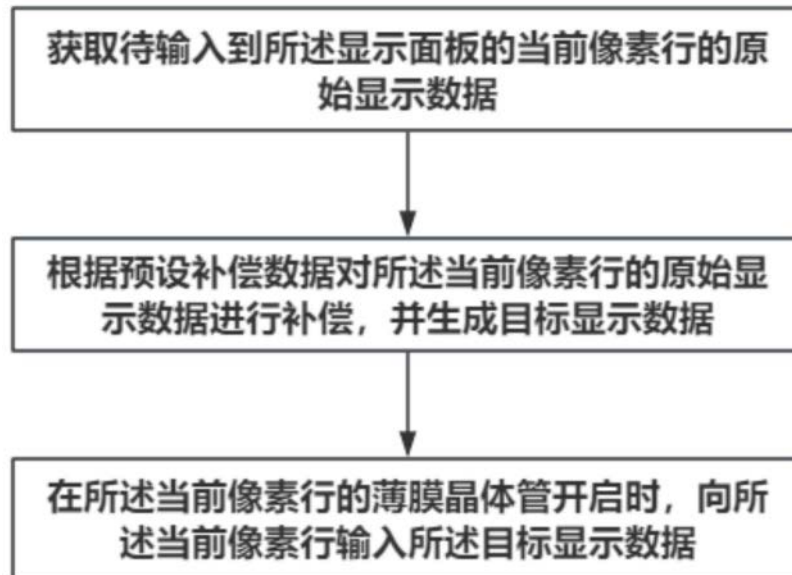 获取待输入到所述显示面板的当前像素行的原
始显示数据
根据预设补偿数据对所述当前像素行的原始显
示数据进行补偿，并生成目标显示数据
在所述当前像素行的薄膜晶体管开启时，向所
述当前像素行输入所述目标显示数据